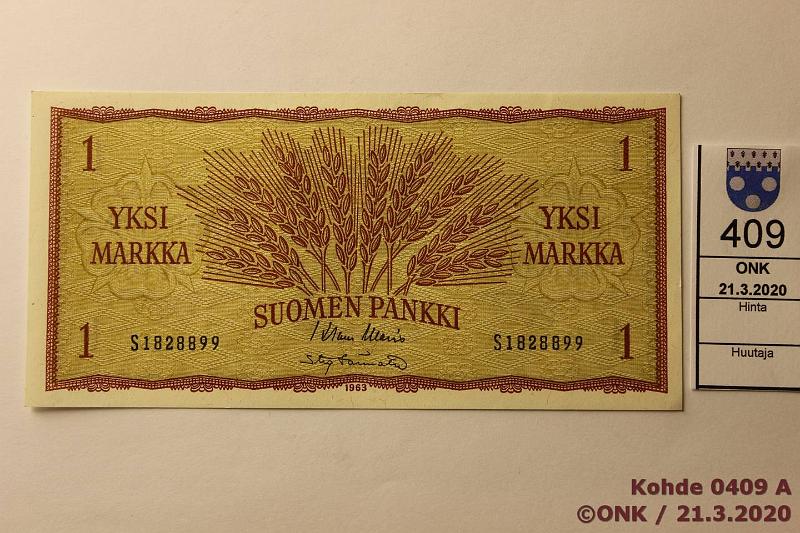 1
1
YKSI
MARKKA
YKSI
MARKKA
SUOMEN PANKKI
1
S1828899
S1828899
1
1963
409
ONK
21.3.2020
Hinta
Huutaja
Kohde 0409 A
©ONK / 21.3.2020